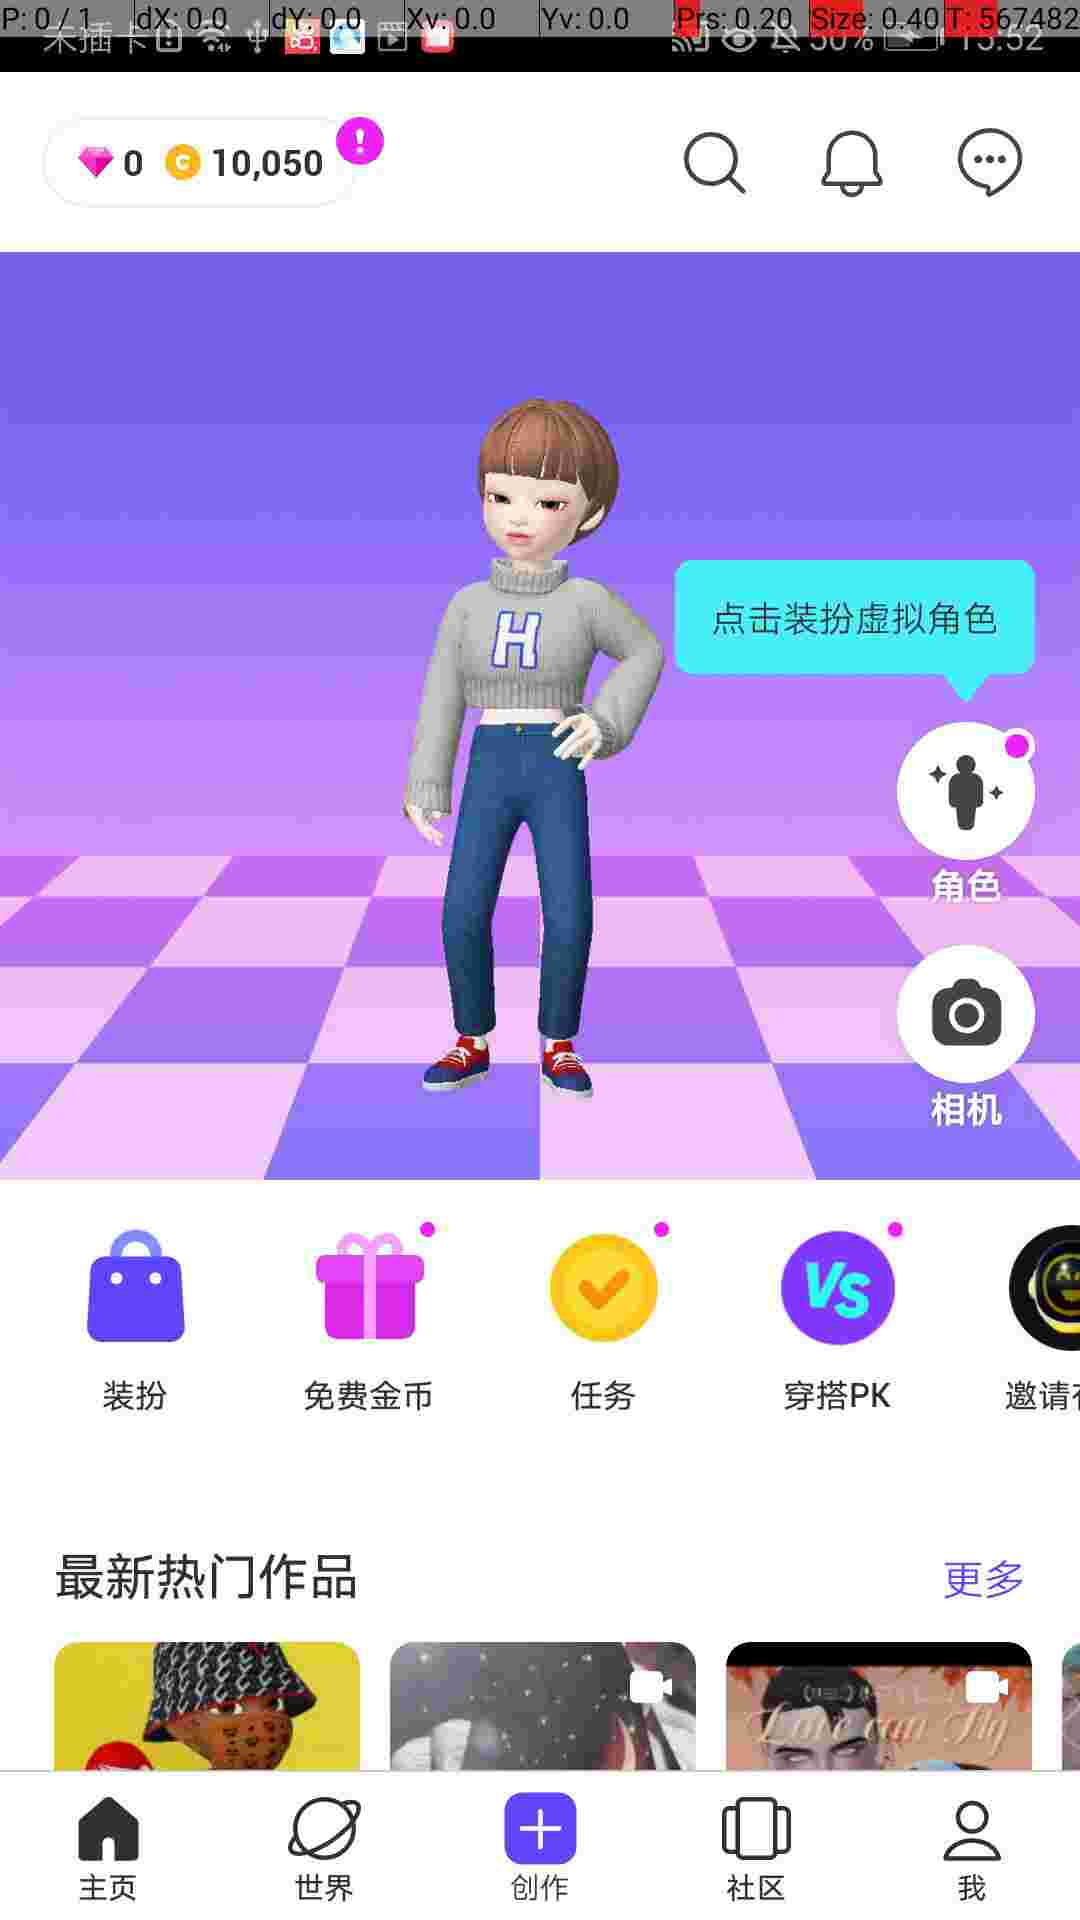 P: 0 / 1 dX: 0.0 dY: 0.0 Xv: 0.0 Yv: 0.0 Prs: 0.20 Size: 0.40 T: 567482
未插卡 50% 15:52
0 10,050
H
点击装扮虚拟角色
角色
相机
VS
装扮 免费金币 任务 穿搭PK 邀请
最新热门作品 更多
Love can Fly
主页 世界 创作 社区 我